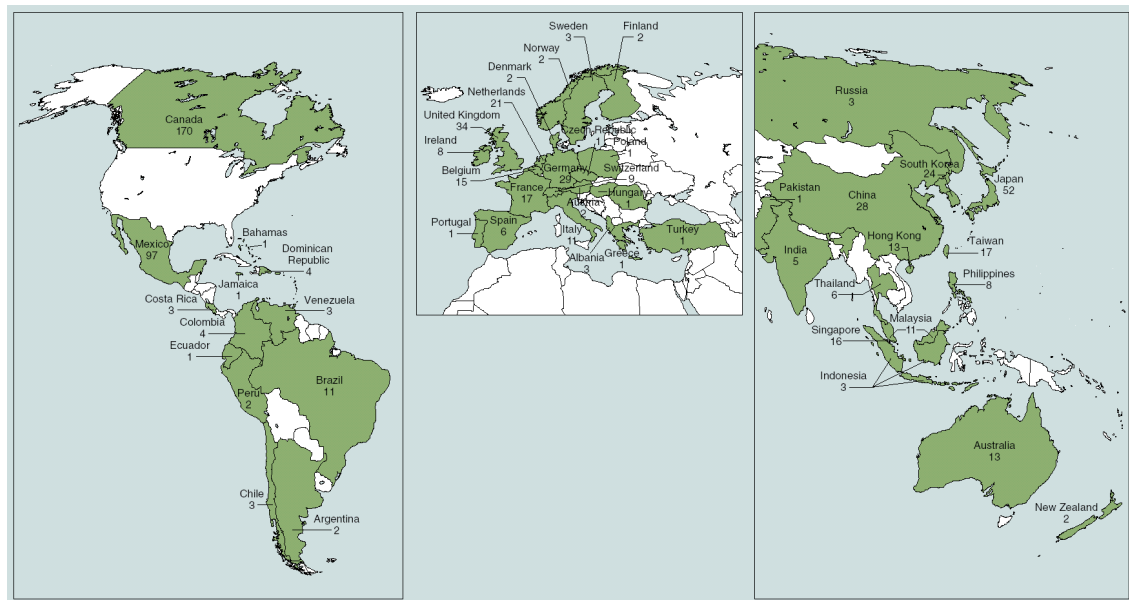 Canada
170
Mexico
97
Bahamas
1
Dominican
Republic
4
Jamaica
1
Costa Rica
3
Venezuela
3
Colombia
4
Ecuador
1
Brazil
11
Peru
2
Chile
3
Argentina
2
Sweden
3
Finland
2
Norway
2
Denmark
2
Netherlands
21
United Kingdom
34
Ireland
8
Czech Republic
1
Poland
1
Belgium
15
Germany
29
Switzerland
9
France
17
Hungary
1
Austria
2
Portugal
1
Spain
6
Italy
11
Albania
3
Greece
1
Turkey
1
Russia
3
South Korea
24
Japan
52
Pakistan
1
China
28
Hong Kong
13
Taiwan
17
India
5
Thailand
6
Philippines
8
Malaysia
11
Singapore
16
Indonesia
3
Australia
13
New Zealand
2